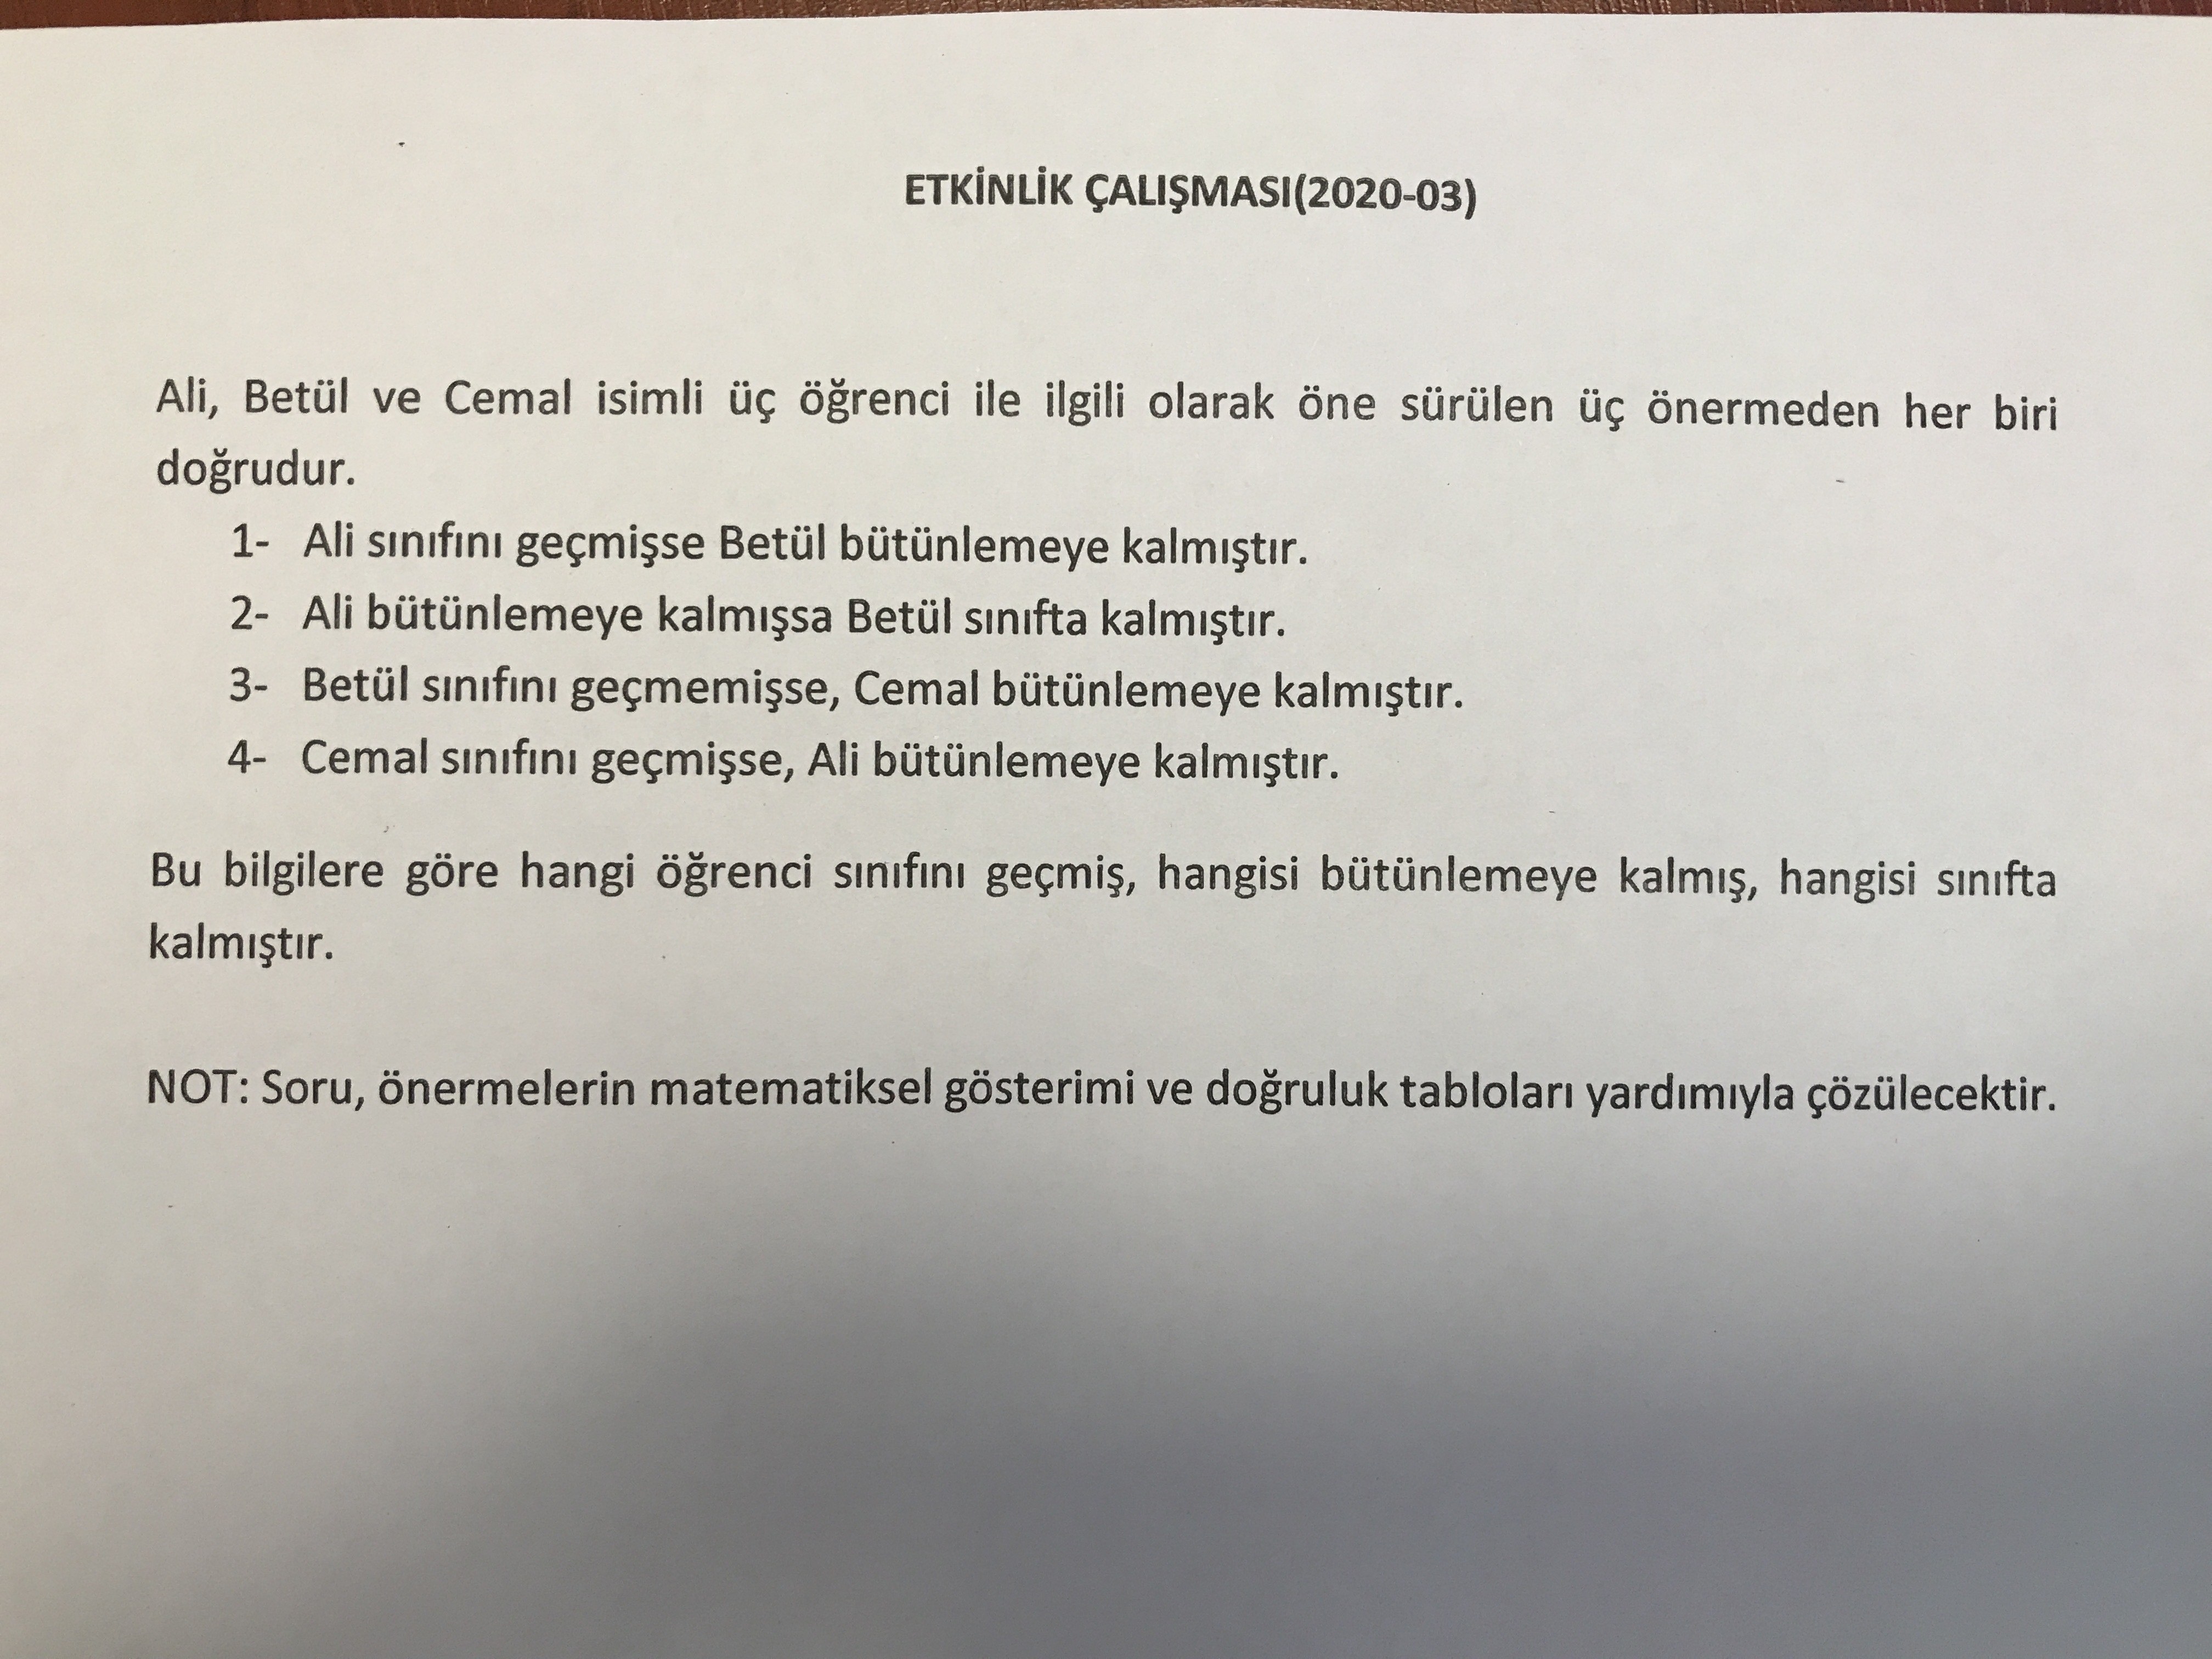 ETKİNLİK ÇALIŞMASI(2020-03)
Ali, Betül ve Cemal isimli üç öğrenci ile ilgili olarak öne sürülen üç önermeden her biri
doğrudur.
1- Ali sınıfını geçmişse Betül bütünlemeye kalmıştır.
2- Ali bütünlemeye kalmışsa Betül sınıfta kalmıştır.
3- Betül sınıfını geçmemişse, Cemal bütünlemeye kalmıştır.
4- Cemal sınıfını geçmişse, Ali bütünlemeye kalmıştır.
Bu bilgilere göre hangi öğrenci sınıfını geçmiş, hangisi bütünlemeye kalmış, hangisi sınıfta
kalmıştır.
NOT: Soru, önermelerin matematiksel gösterimi ve doğruluk tabloları yardımıyla çözülecektir.